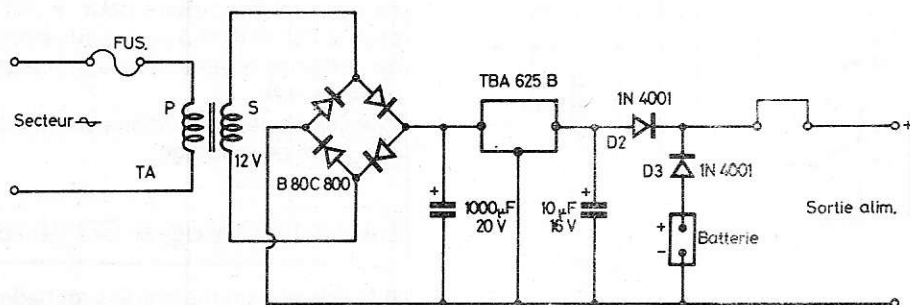 FUS.
P
S
Secteur ~
TA
12 V
B 80C 800
+
1000µF
20 V
TBA 625 B
+
10µF
16 V
1N 4001
D2
D3
1N 4001
+
-
Batterie
+
Sortie alim.
-